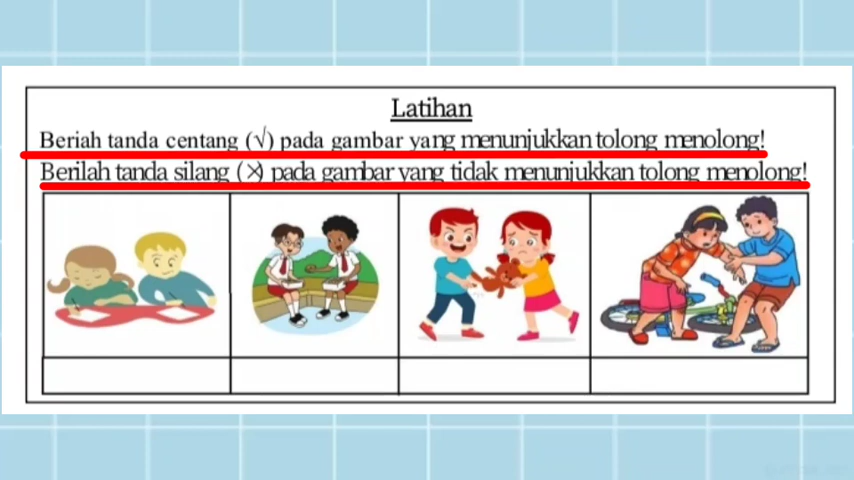 Latihan
Beriah tanda centang (√) pada gambar yang menunjukkan tolong menolong!
Berilah tanda silang (×) pada gambar yang tidak menunjukkan tolong menolong!